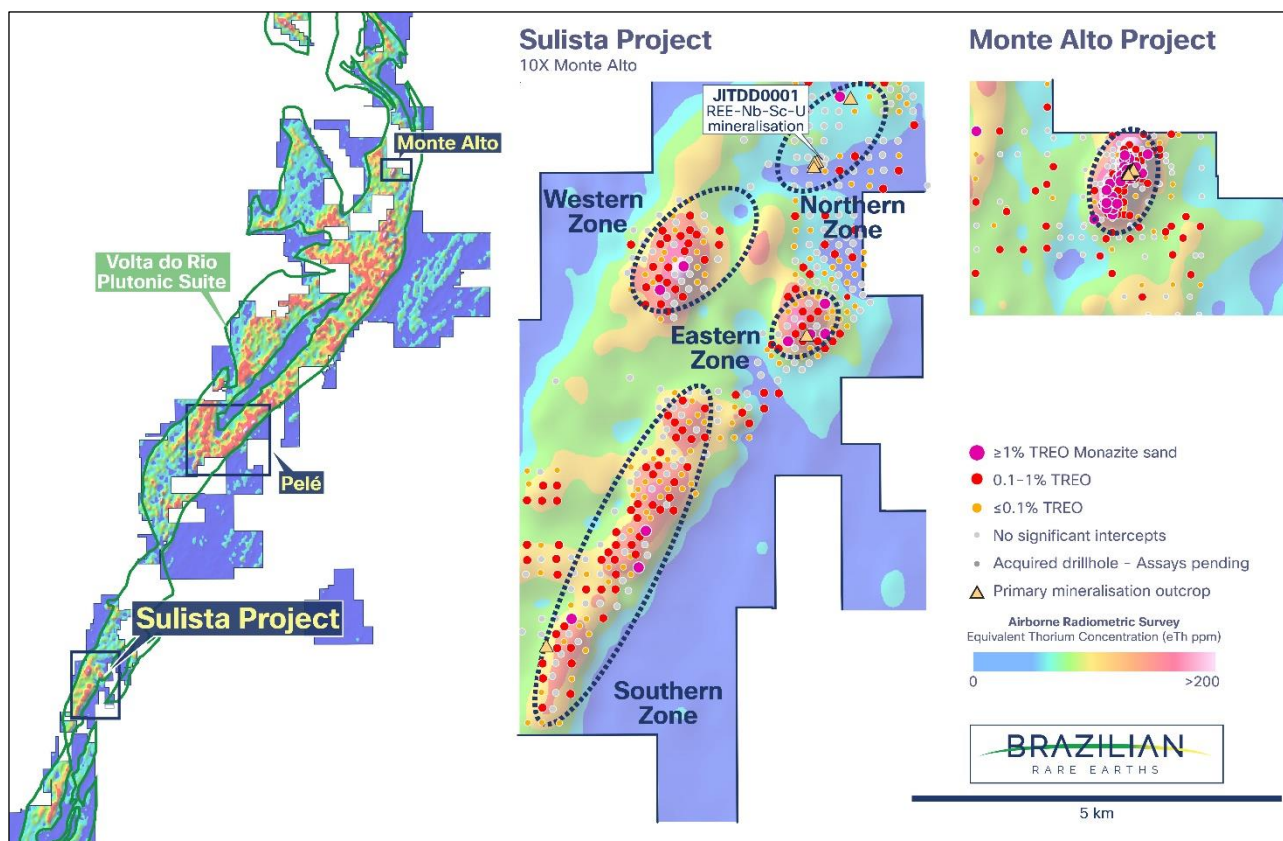 Monte Alto
Volta do Rio
Plutonic Suite
Pelé
Sulista Project
Sulista Project
10X Monte Alto
JITDD0001
REE-Nb-Sc-U
mineralisation
Western
Zone
Northern
Zone
Eastern
Zone
Southern
Zone
Monte Alto Project
≥1% TREO Monazite sand
0.1-1% TREO
≤0.1% TREO
No significant intercepts
Acquired drillhole - Assays pending
Primary mineralisation outcrop
Airborne Radiometric Survey
Equivalent Thorium Concentration (eTh ppm)
0 >200
BRAZILIAN
RARE EARTHS
5 km